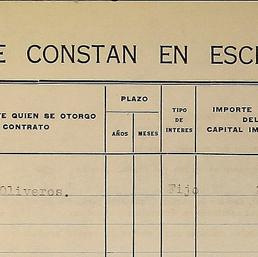 E CONSTAN EN ESC
TE QUIEN SE OTORGO
CONTRATO
PLAZO
AÑOS
MESES
TIPO
DE
INTERES
IMPORTE
DEL
CAPITAL IM
Oliveros.
Fijo